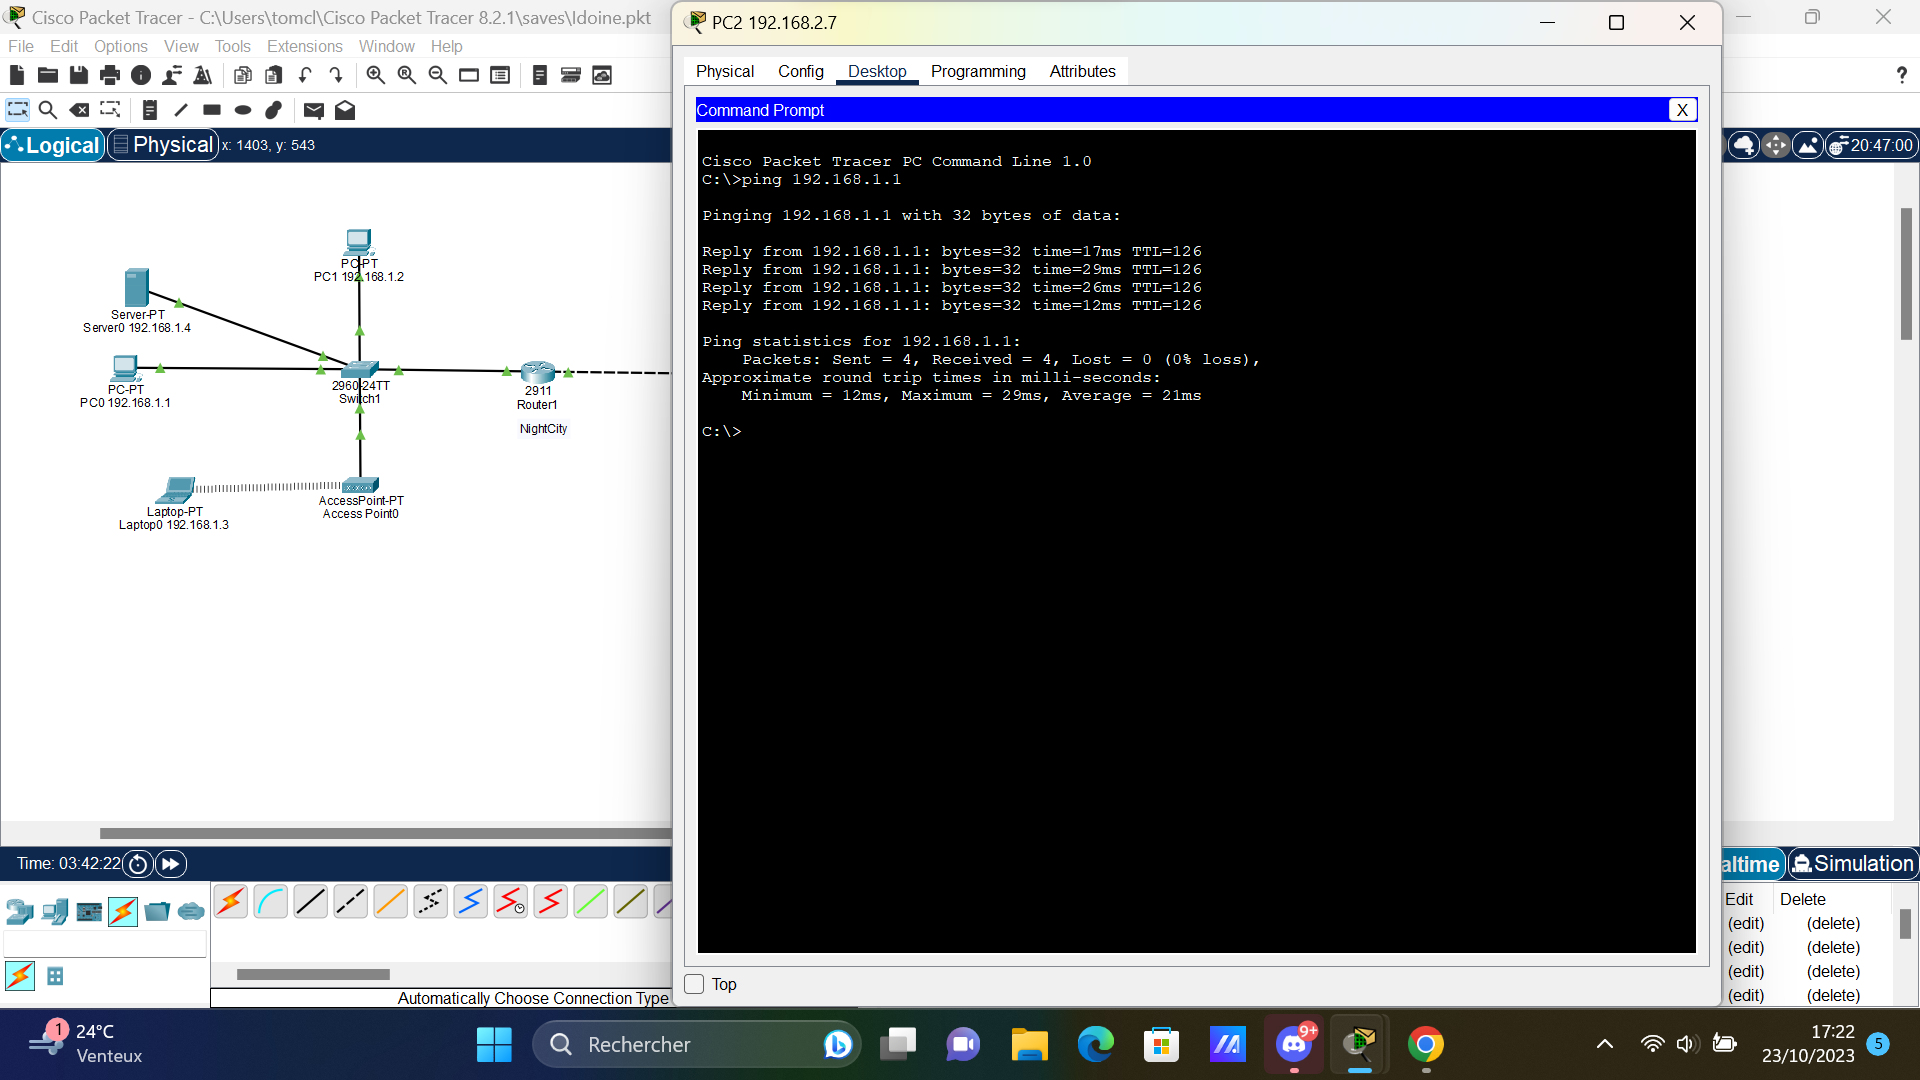 Cisco Packet Tracer - C:\Users\tomcl\Cisco Packet Tracer 8.2.1\saves\Idoine.pkt
File Edit Options View Tools Extensions Window Help
?
Logical Physical x: 1403, y: 543
20:47:00
PC-PT
PC1 192.168.1.2
Server-PT
Server0 192.168.1.4
PC-PT
PC0 192.168.1.1
2960-24TT
Switch1
2911
Router1
NightCity
Laptop-PT
Laptop0 192.168.1.3
AccessPoint-PT
Access Point0
PC2 192.168.2.7
Physical Config Desktop Programming Attributes
Command Prompt
X
Cisco Packet Tracer PC Command Line 1.0
C:\>ping 192.168.1.1
Pinging 192.168.1.1 with 32 bytes of data:
Reply from 192.168.1.1: bytes=32 time=17ms TTL=126
Reply from 192.168.1.1: bytes=32 time=29ms TTL=126
Reply from 192.168.1.1: bytes=32 time=26ms TTL=126
Reply from 192.168.1.1: bytes=32 time=12ms TTL=126
Ping statistics for 192.168.1.1:
Packets: Sent = 4, Received = 4, Lost = 0 (0% loss),
Approximate round trip times in milli-seconds:
Minimum = 12ms, Maximum = 29ms, Average = 21ms
C:\>
Top
Time: 03:42:22
altime Simulation
Edit Delete
(edit) (delete)
(edit) (delete)
(edit) (delete)
(edit) (delete)
Automatically Choose Connection Type
1
24°C
Venteux
Rechercher
9+
17:22
23/10/2023
5